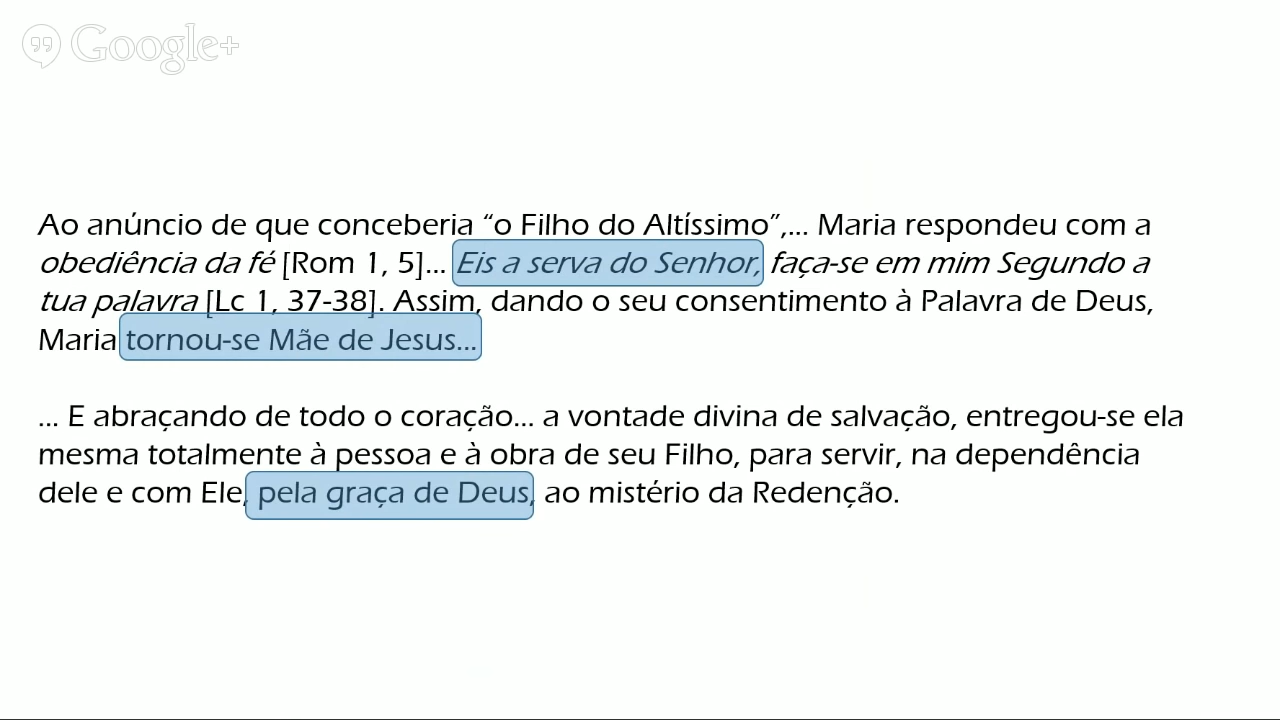 Google+
Ao anúncio de que conceberia “o Filho do Altíssimo”,... Maria respondeu com a
obediência da fé [Rom 1, 5]... Eis a serva do Senhor, faça-se em mim Segundo a
tua palavra [Lc 1, 37-38]. Assim, dando o seu consentimento à Palavra de Deus,
Maria tornou-se Mãe de Jesus...
... E abraçando de todo o coração... a vontade divina de salvação, entregou-se ela
mesma totalmente à pessoa e à obra de seu Filho, para servir, na dependência
dele e com Ele, pela graça de Deus, ao mistério da Redenção.